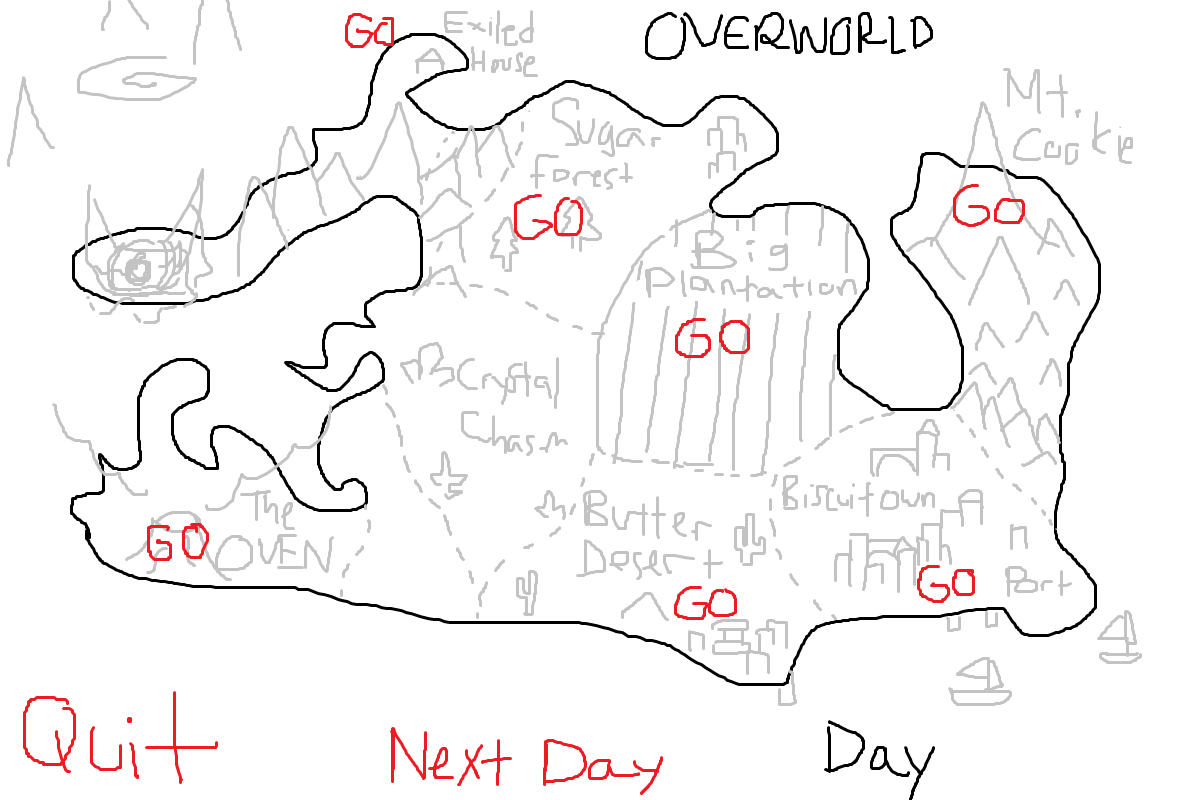 GO
Exiled
House
OVERWORLD
Mt.
Cookie
Sugar
Forest
GO
GO
Big
Plantation
GO
Crystal
Chasm
Biscuitown
The
OVEN
GO
Butter
Desert
GO
GO
Port
Quit
Next Day
Day